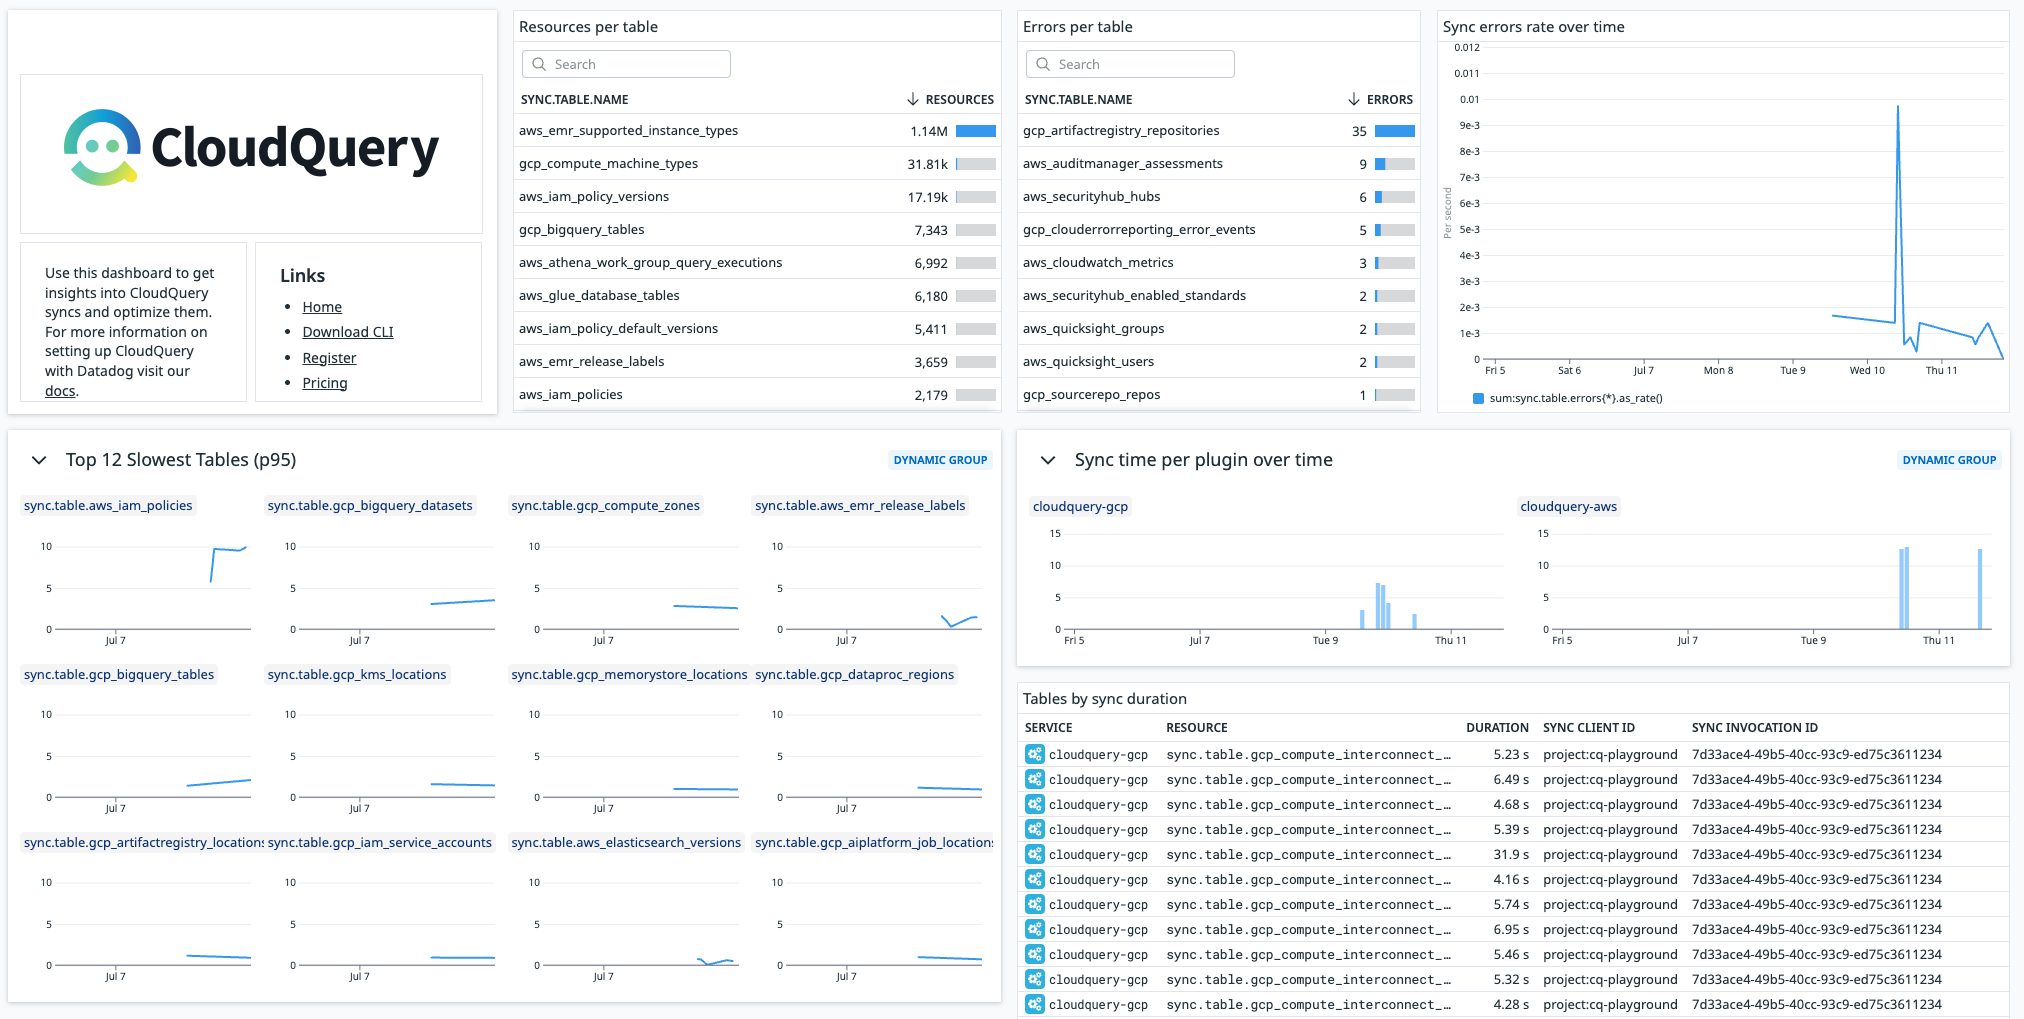 CloudQuery
Use this dashboard to get
insights into CloudQuery
syncs and optimize them.
For more information on
setting up CloudQuery
with Datadog visit our
docs.
Links
Home
Download CLI
Register
Pricing
Resources per table
Search
SYNC.TABLE.NAME RESOURCES
aws_emr_supported_instance_types 1.14M
gcp_compute_machine_types 31.81k
aws_iam_policy_versions 17.19k
gcp_bigquery_tables 7,343
aws_athena_work_group_query_executions 6,992
aws_glue_database_tables 6,180
aws_iam_policy_default_versions 5,411
aws_emr_release_labels 3,659
aws_iam_policies 2,179
Errors per table
Search
SYNC.TABLE.NAME ERRORS
gcp_artifactregistry_repositories 35
aws_auditmanager_assessments 9
aws_securityhub_hubs 6
gcp_clouderrorreporting_error_events 5
aws_cloudwatch_metrics 3
aws_securityhub_enabled_standards 2
aws_quicksight_groups 2
aws_quicksight_users 2
gcp_sourcerepo_repos 1
Sync errors rate over time
Per second
0.012
0.011
0.01
9e-3
8e-3
7e-3
6e-3
5e-3
4e-3
3e-3
2e-3
1e-3
0
Fri 5 Sat 6 Jul 7 Mon 8 Tue 9 Wed 10 Thu 11
sum:sync.table.errors{*}.as_rate()
Top 12 Slowest Tables (p95)
DYNAMIC GROUP
sync.table.aws_iam_policies
10
5
0
Jul 7
sync.table.gcp_bigquery_datasets
10
5
0
Jul 7
sync.table.gcp_compute_zones
10
5
0
Jul 7
sync.table.aws_emr_release_labels
10
5
0
Jul 7
sync.table.gcp_bigquery_tables
10
5
0
Jul 7
sync.table.gcp_kms_locations
10
5
0
Jul 7
sync.table.gcp_memorystore_locations
10
5
0
Jul 7
sync.table.gcp_dataproc_regions
10
5
0
Jul 7
sync.table.gcp_artifactregistry_locations
10
5
0
Jul 7
sync.table.gcp_iam_service_accounts
10
5
0
Jul 7
sync.table.aws_elasticsearch_versions
10
5
0
Jul 7
sync.table.gcp_aiplatform_job_locations
10
5
0
Jul 7
Sync time per plugin over time
DYNAMIC GROUP
cloudquery-gcp
15
10
5
0
Fri 5 Jul 7 Tue 9 Thu 11
cloudquery-aws
15
10
5
0
Fri 5 Jul 7 Tue 9 Thu 11
Tables by sync duration
SERVICE RESOURCE DURATION SYNC CLIENT ID SYNC INVOCATION ID
cloudquery-gcp sync.table.gcp_compute_interconnect_… 5.23 s project:cq-playground 7d33ace4-49b5-40cc-93c9-ed75c3611234
cloudquery-gcp sync.table.gcp_compute_interconnect_… 6.49 s project:cq-playground 7d33ace4-49b5-40cc-93c9-ed75c3611234
cloudquery-gcp sync.table.gcp_compute_interconnect_… 4.68 s project:cq-playground 7d33ace4-49b5-40cc-93c9-ed75c3611234
cloudquery-gcp sync.table.gcp_compute_interconnect_… 5.39 s project:cq-playground 7d33ace4-49b5-40cc-93c9-ed75c3611234
cloudquery-gcp sync.table.gcp_compute_interconnect_… 31.9 s project:cq-playground 7d33ace4-49b5-40cc-93c9-ed75c3611234
cloudquery-gcp sync.table.gcp_compute_interconnect_… 4.16 s project:cq-playground 7d33ace4-49b5-40cc-93c9-ed75c3611234
cloudquery-gcp sync.table.gcp_compute_interconnect_… 5.74 s project:cq-playground 7d33ace4-49b5-40cc-93c9-ed75c3611234
cloudquery-gcp sync.table.gcp_compute_interconnect_… 6.95 s project:cq-playground 7d33ace4-49b5-40cc-93c9-ed75c3611234
cloudquery-gcp sync.table.gcp_compute_interconnect_… 5.46 s project:cq-playground 7d33ace4-49b5-40cc-93c9-ed75c3611234
cloudquery-gcp sync.table.gcp_compute_interconnect_… 5.32 s project:cq-playground 7d33ace4-49b5-40cc-93c9-ed75c3611234
cloudquery-gcp sync.table.gcp_compute_interconnect_… 4.28 s project:cq-playground 7d33ace4-49b5-40cc-93c9-ed75c3611234